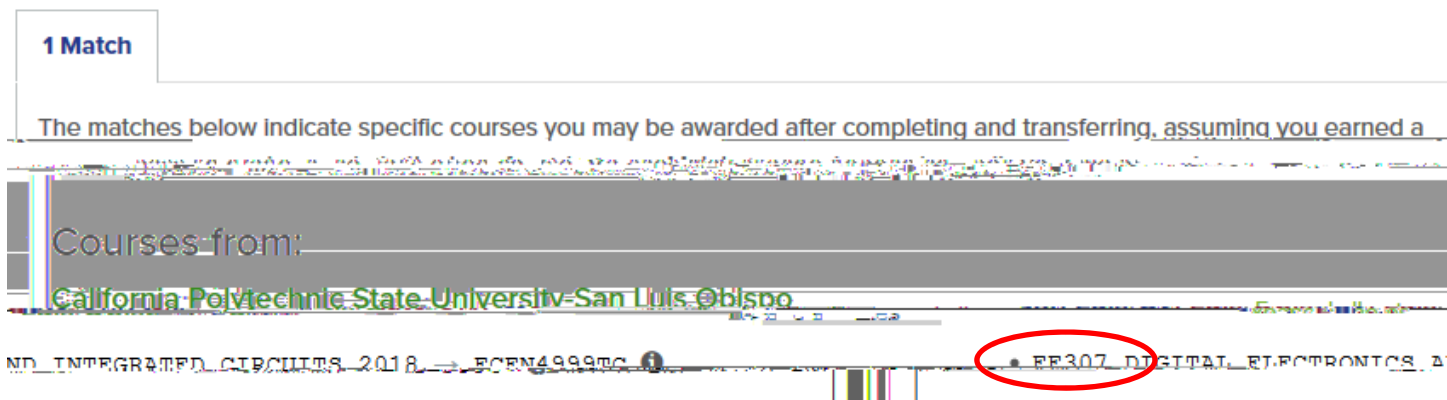 1 Match
The matches below indicate specific courses you may be awarded after completing and transferring, assuming you earned a
Courses from:
California Polytechnic State University-San Luis Obispo
ND INTEGRATED CIRCUITS 2018 → ECEN4999TC
• EE307 DIGITAL ELECTRONICS A